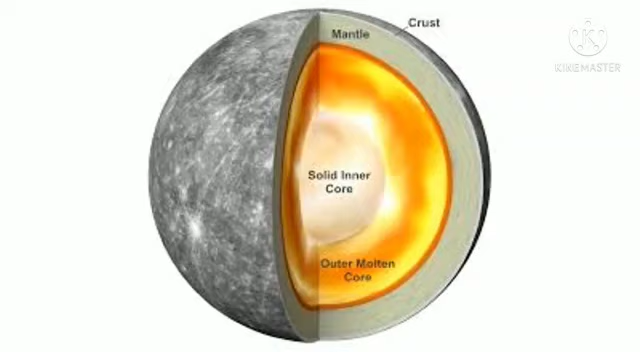 Crust
Mantle
KINEMASTER
Solid Inner
Core
Outer Molten
Core